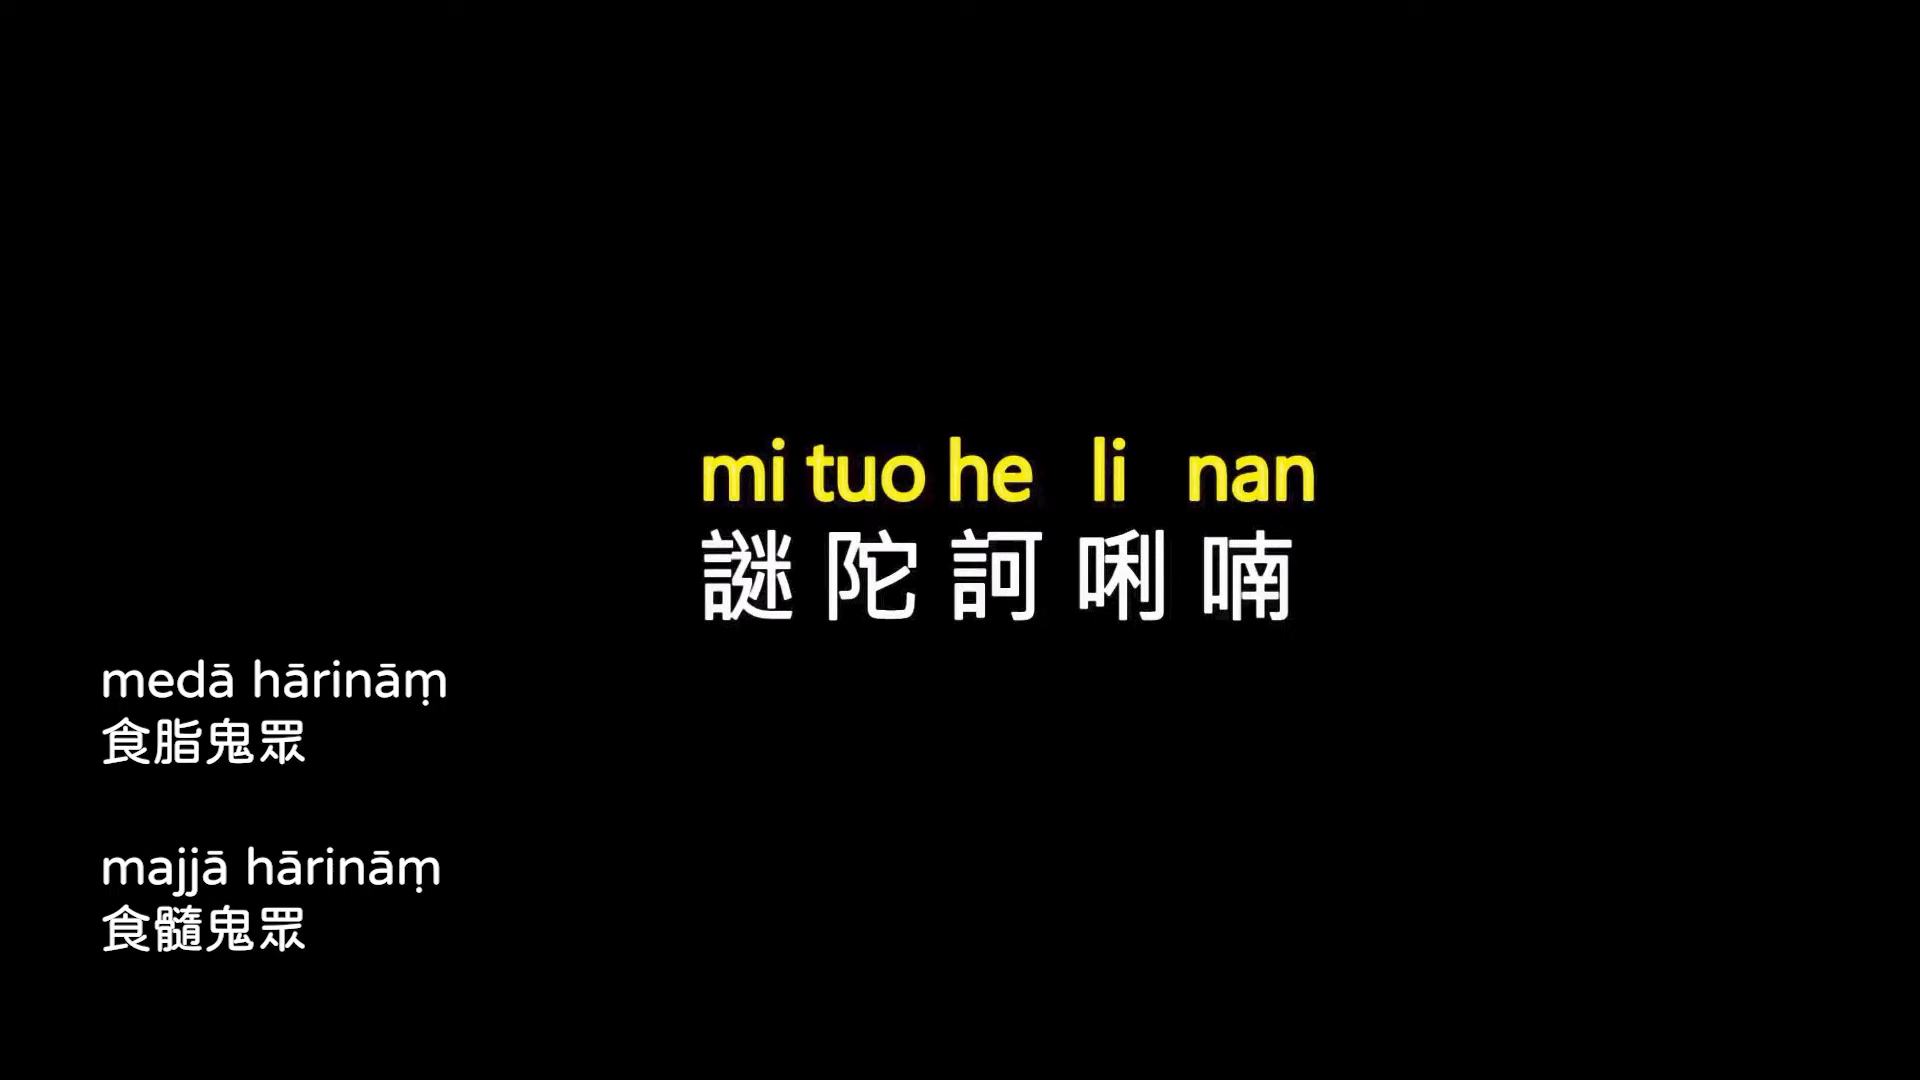 mi tuo he li nan
謎陀訶唎喃
medā hārināṃ
食脂鬼眾
majjā hārināṃ
食髓鬼眾